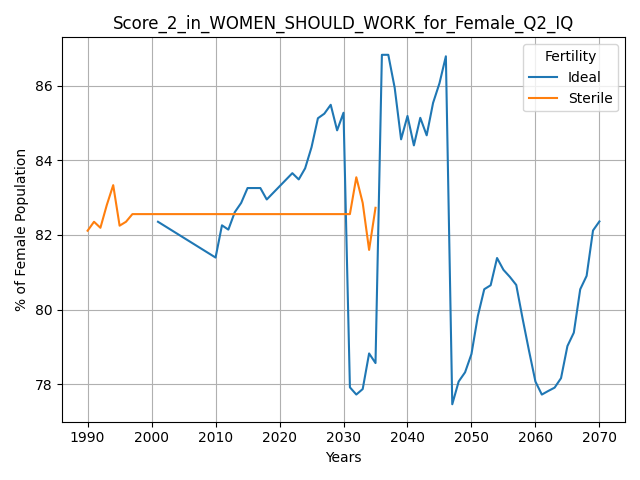 Score_2_in_WOMEN_SHOULD_WORK_for_Female_Q2_IQ
Fertility
Ideal
Sterile
% of Female Population
86
84
82
80
78
1990 2000 2010 2020 2030 2040 2050 2060 2070
Years